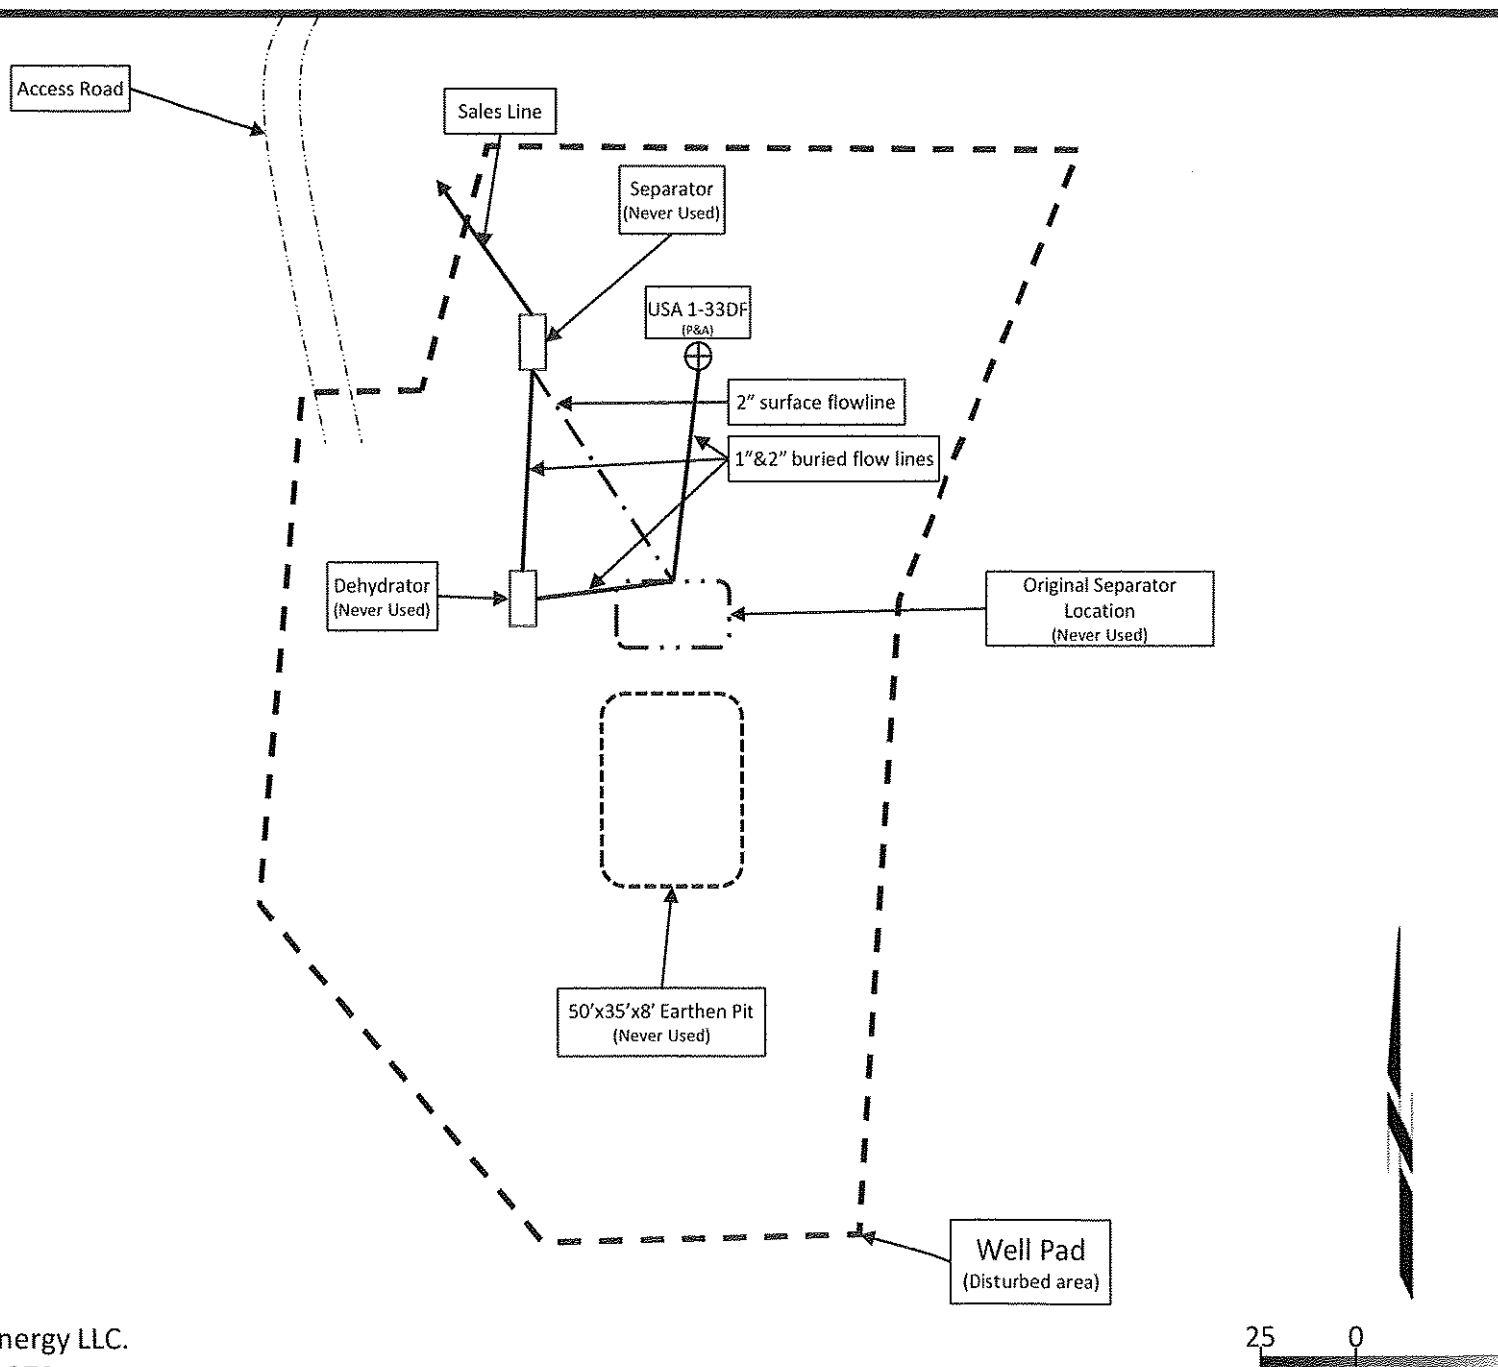 Access Road
Sales Line
Separator
(Never Used)
USA 1-33DF
(P&A)
2" surface flowline
1"&2" buried flow lines
Dehydrator
(Never Used)
Original Separator
Location
(Never Used)
50'x35'x8' Earthen Pit
(Never Used)
Well Pad
(Disturbed area)
nergy LLC.
25 0